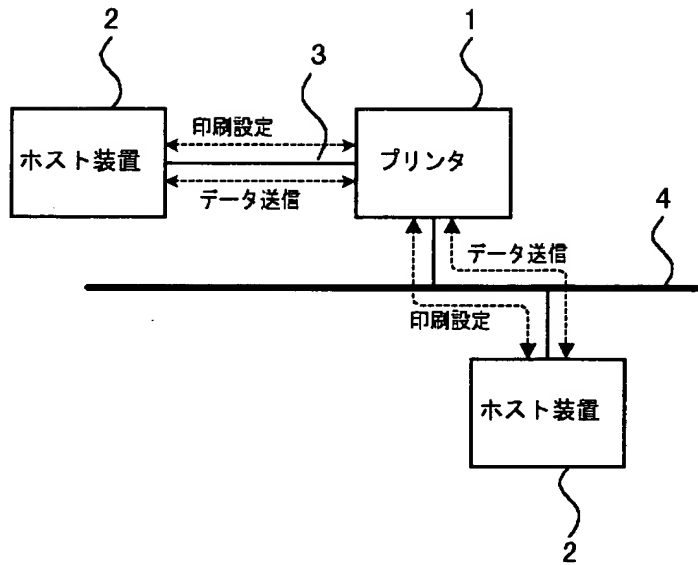 2
3
1
印刷設定
ホスト装置
プリンタ
データ送信
4
データ送信
印刷設定
ホスト装置
2